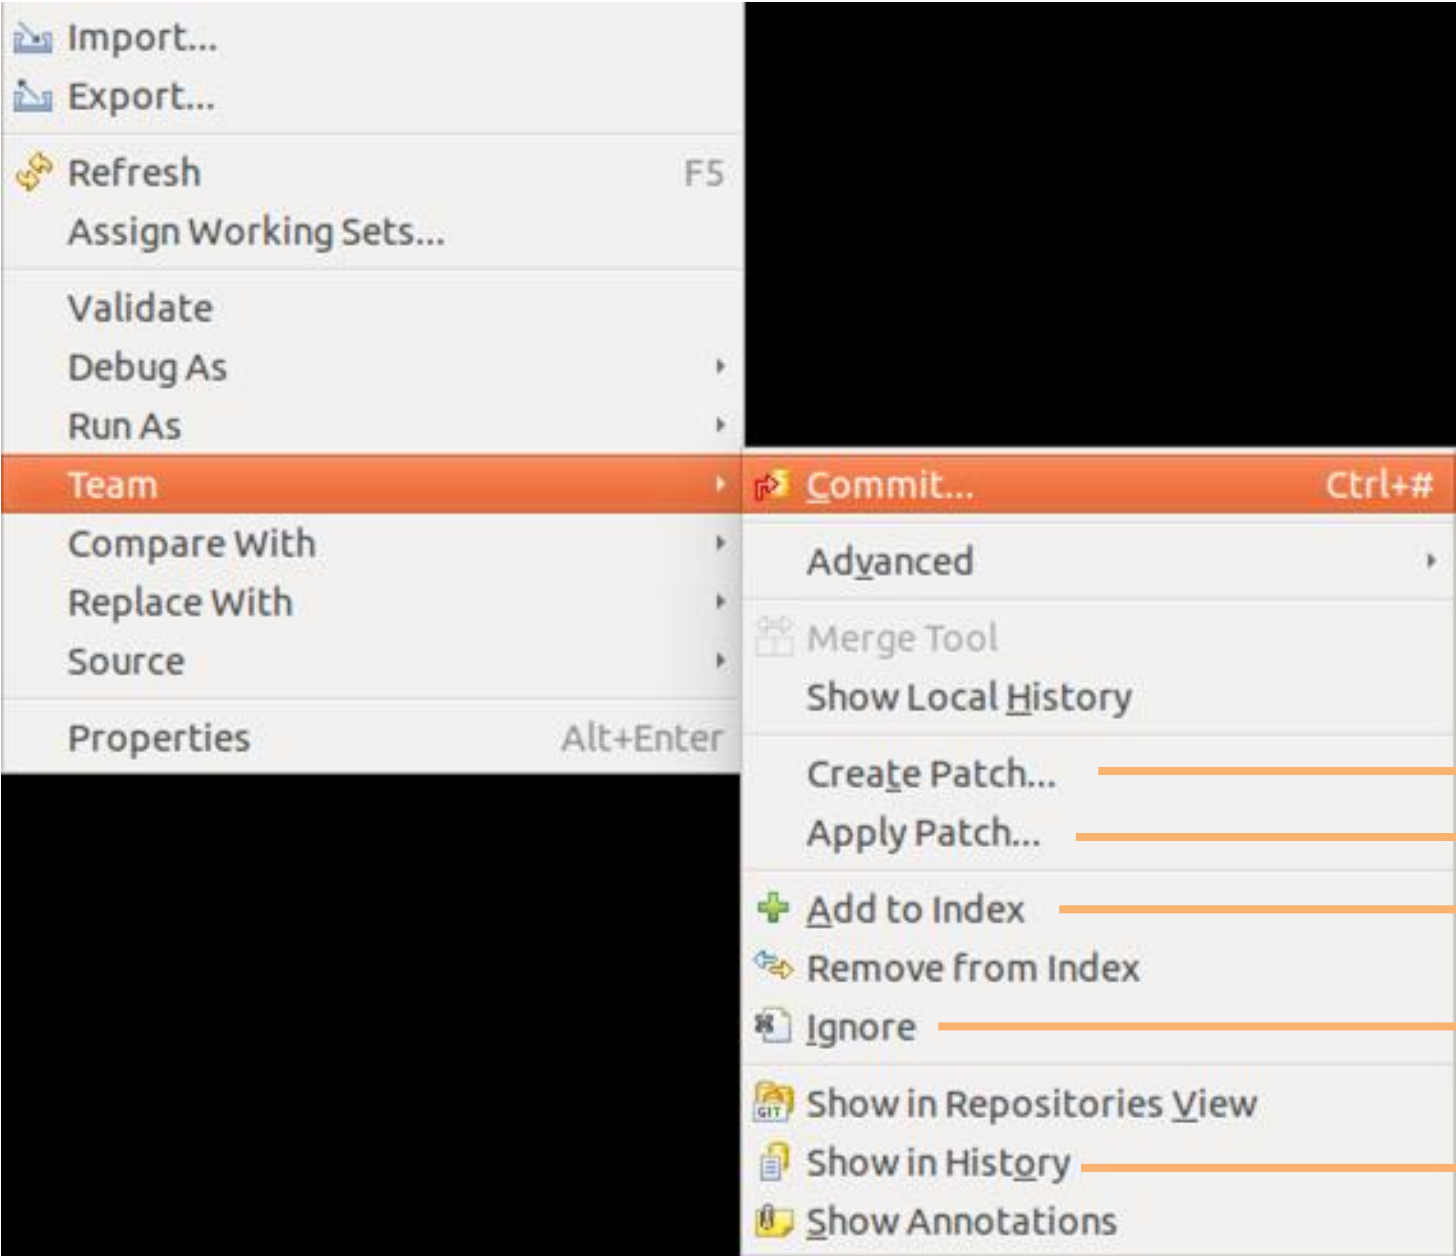 Import...
Export...
Refresh F5
Assign Working Sets...
Validate
Debug As
Run As
Team
Compare With
Replace With
Source
Properties Alt+Enter
Commit... Ctrl+#
Advanced
Merge Tool
Show Local History
Create Patch...
Apply Patch...
Add to Index
Remove from Index
Ignore
GIT Show in Repositories View
Show in History
Show Annotations